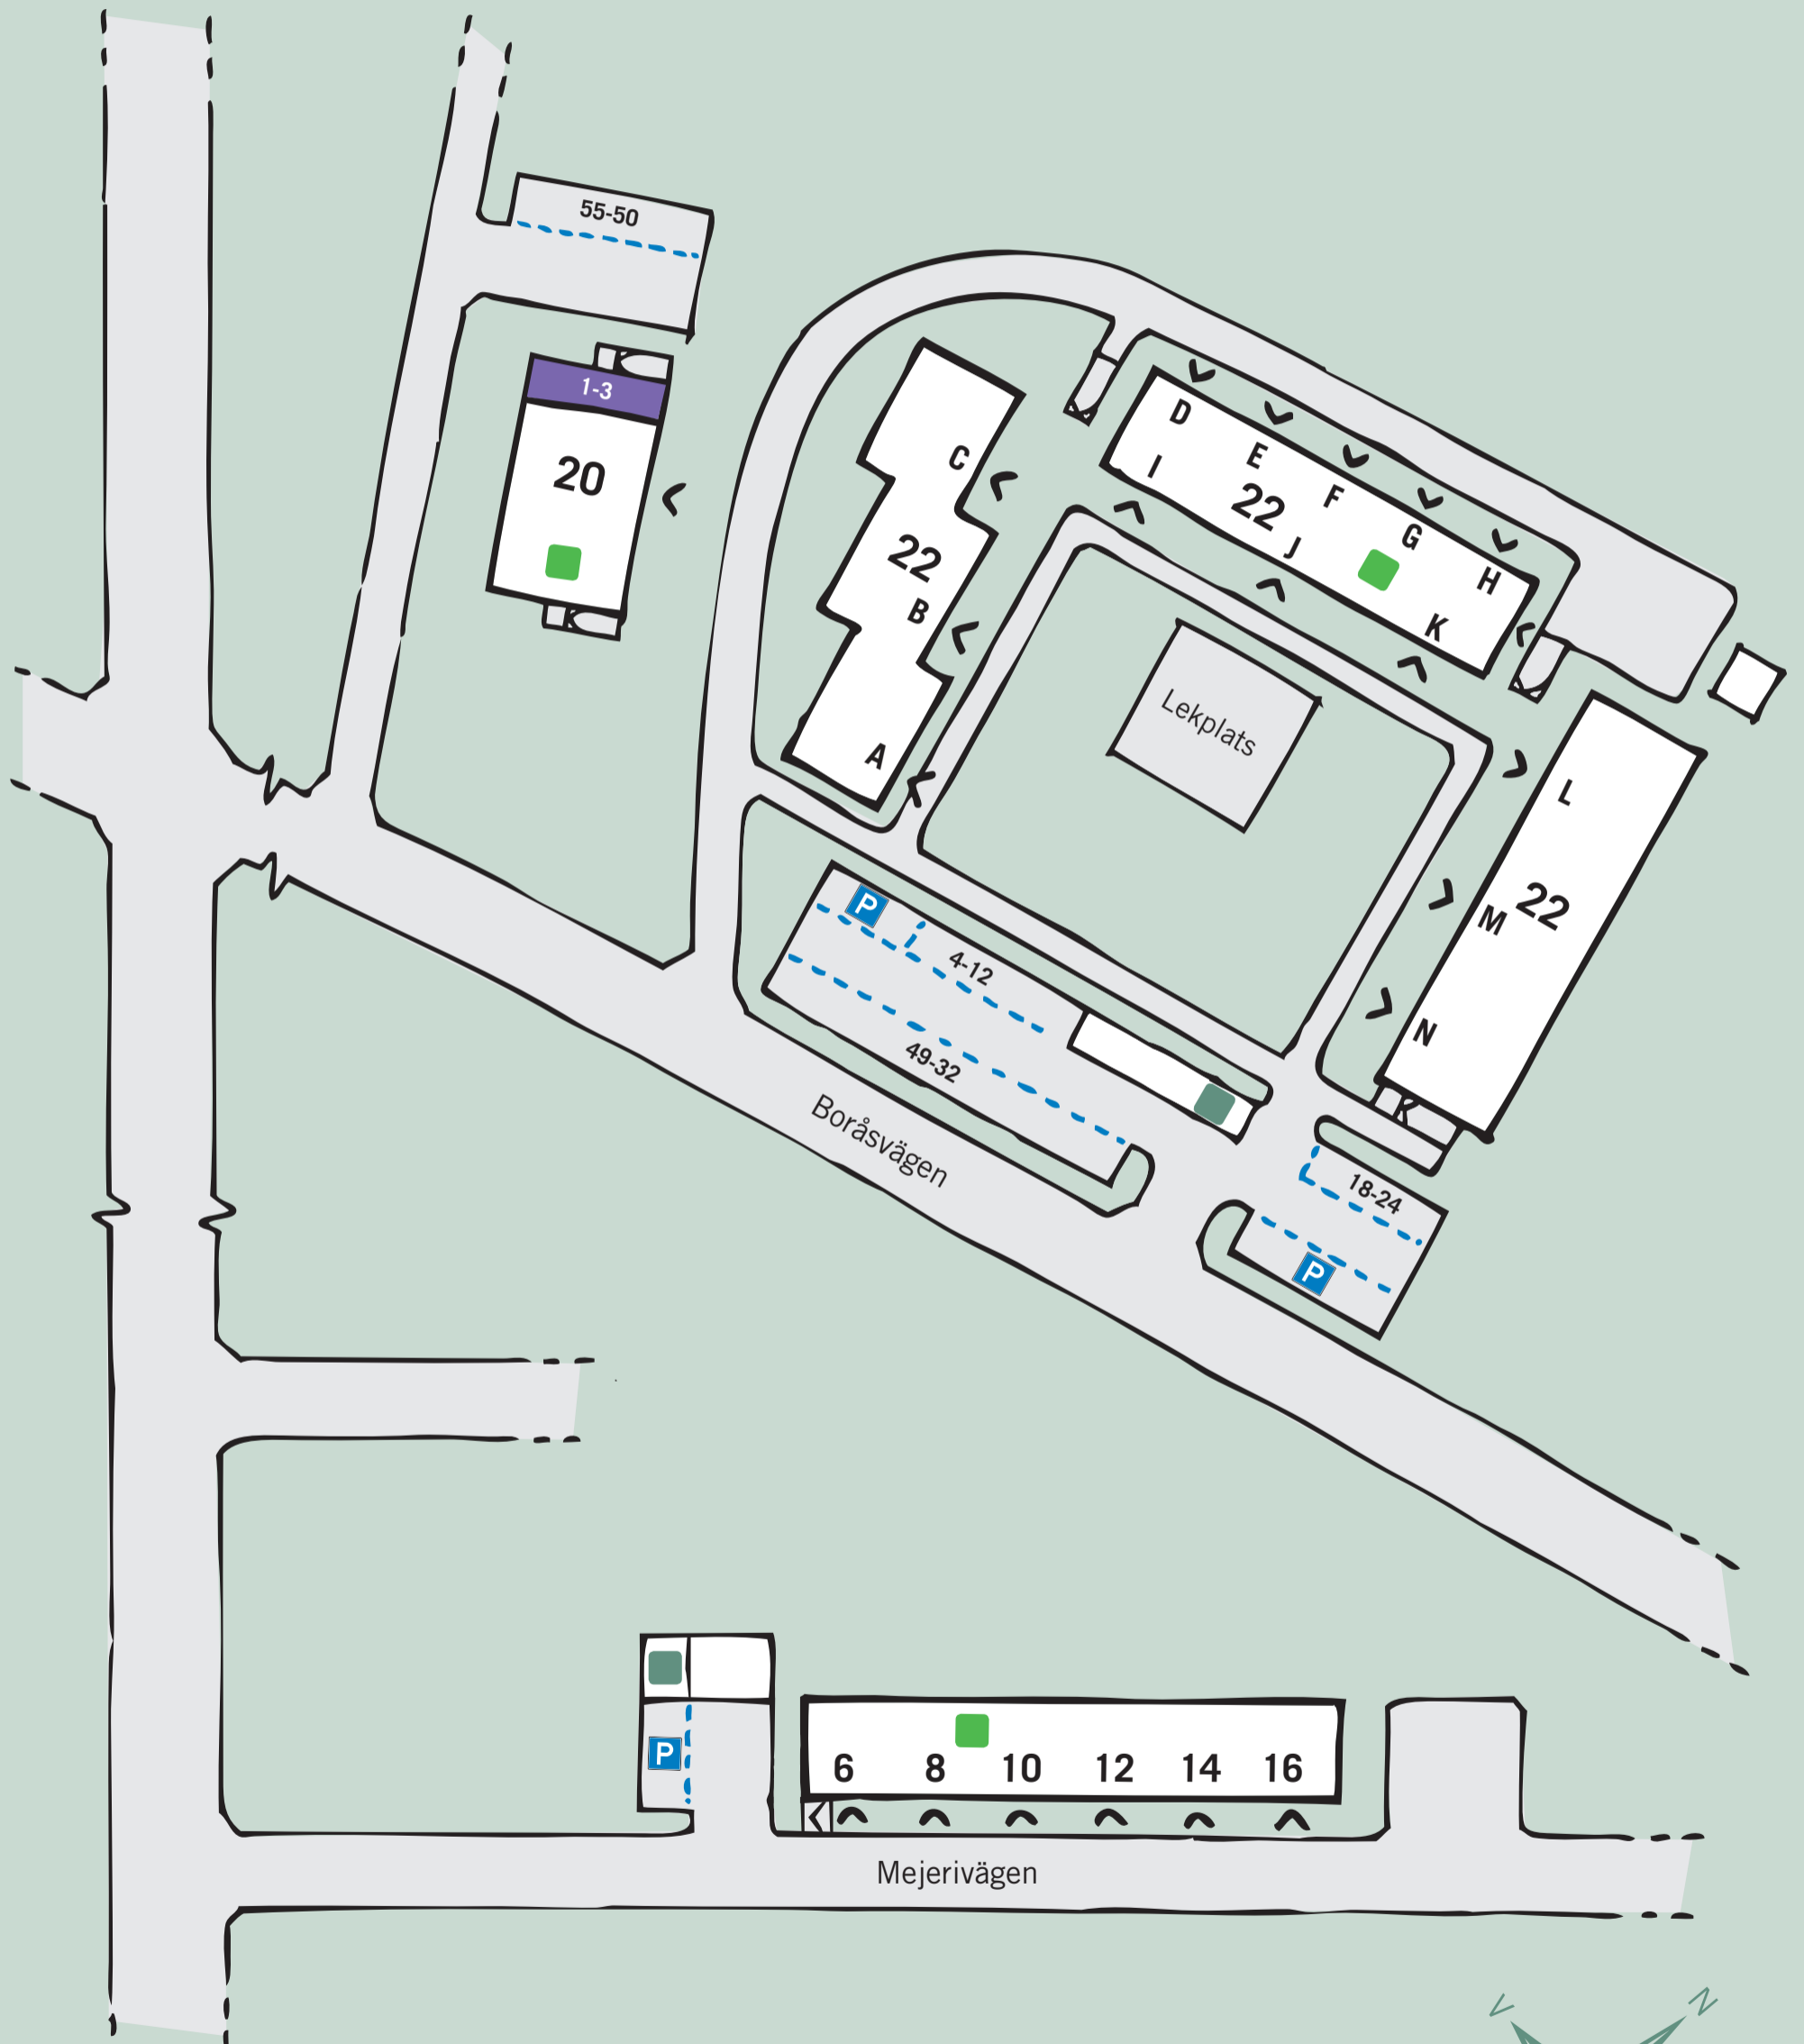 55-50
1-3
20
C
22
B
A
D
E
F
G
H
I
22
J
K
Lekplats
L
22
M
N
P
4-12
49-32
Boråsvägen
18-24
P
P
6 8 10 12 14 16
Mejerivägen
V
N